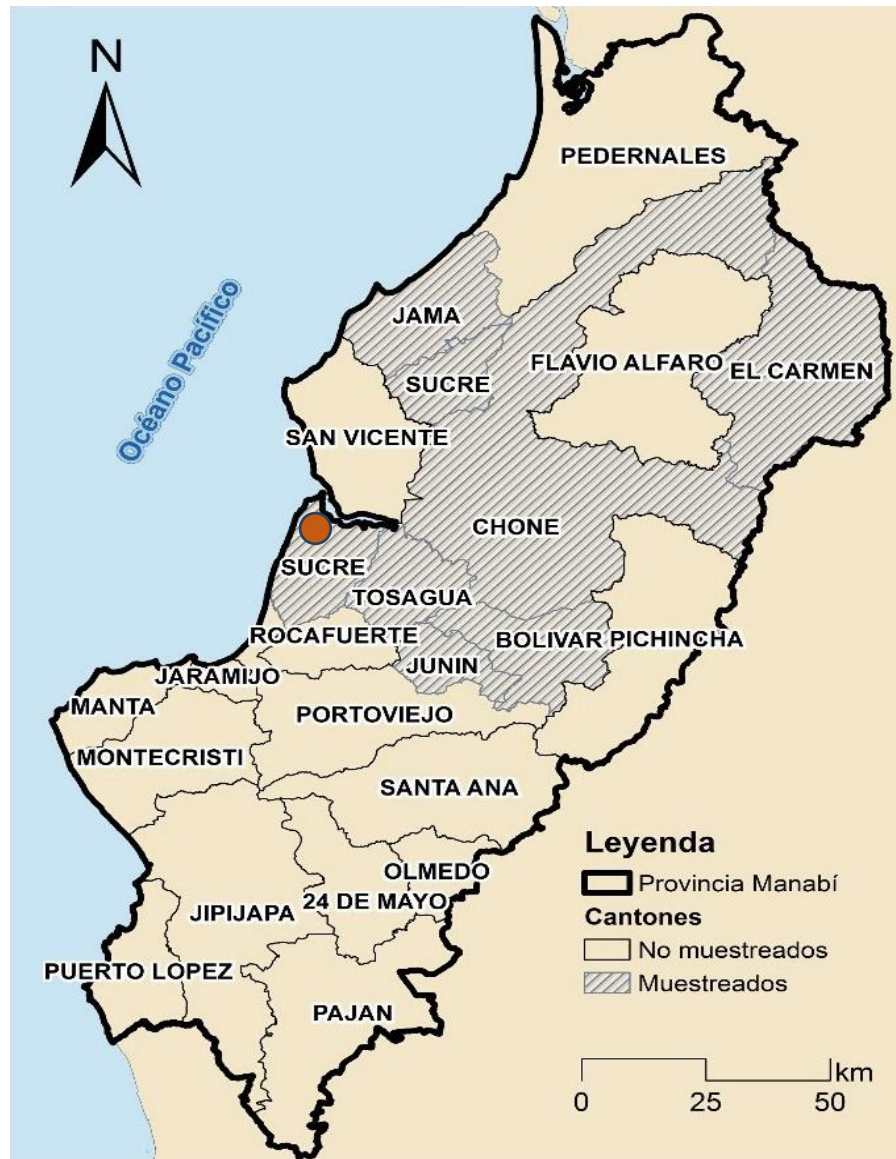 N
PEDERNALES
Océano Pacífico
JAMA
FLAVIO ALFARO
EL CARMEN
SUCRE
SAN VICENTE
CHONE
SUCRE
TOSAGUA
ROCAFUERTE
BOLIVAR
PICHINCHA
JUNIN
JARAMIJO
MANTA
PORTOVIEJO
MONTECRISTI
SANTA ANA
OLMEDO
24 DE MAYO
JIPIJAPA
PUERTO LOPEZ
PAJAN
Leyenda
Provincia Manabí
Cantones
No muestreados
Muestreados
km
0 25 50